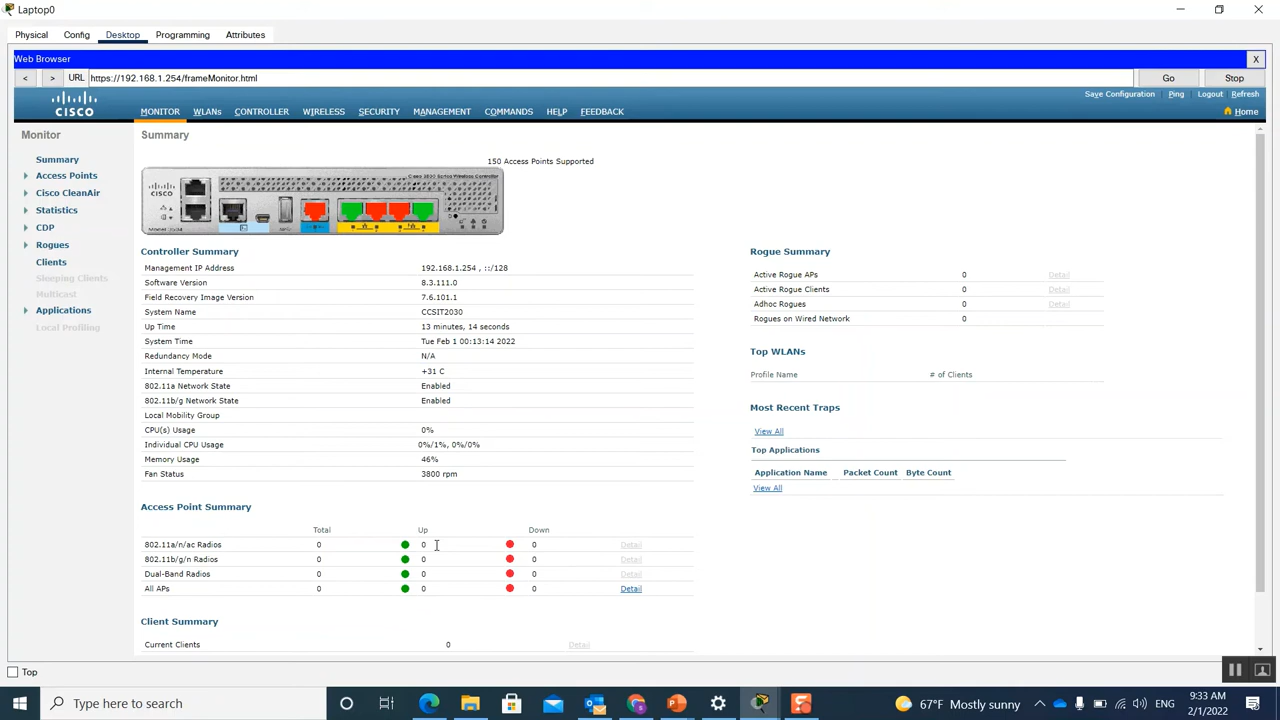 Laptop0
Physical Config Desktop Programming Attributes
Web Browser X
< > URL https://192.168.1.254/frameMonitor.html Go Stop
Save Configuration Ping Logout Refresh
CISCO MONITOR WLANs CONTROLLER WIRELESS SECURITY MANAGEMENT COMMANDS HELP FEEDBACK Home
Monitor
Summary
Access Points
Cisco CleanAir
Statistics
CDP
Rogues
Clients
Sleeping Clients
Multicast
Applications
Local Profiling
Summary
150 Access Points Supported
CISCO
Controller Summary
Management IP Address 192.168.1.254 , ::/128
Software Version 8.3.111.0
Field Recovery Image Version 7.6.101.1
System Name CCSIT2030
Up Time 13 minutes, 14 seconds
System Time Tue Feb 1 00:13:14 2022
Redundancy Mode N/A
Internal Temperature +31 C
802.11a Network State Enabled
802.11b/g Network State Enabled
Local Mobility Group
CPU(s) Usage 0%
Individual CPU Usage 0%/1%, 0%/0%
Memory Usage 46%
Fan Status 3800 rpm
Access Point Summary
Total Up Down
802.11a/n/ac Radios 0 0 0 Detail
802.11b/g/n Radios 0 0 0 Detail
Dual-Band Radios 0 0 0 Detail
All APs 0 0 0 Detail
Client Summary
Current Clients 0 Detail
Rogue Summary
Active Rogue APs 0 Detail
Active Rogue Clients 0 Detail
Adhoc Rogues 0 Detail
Rogues on Wired Network 0
Top WLANs
Profile Name # of Clients
Most Recent Traps
View All
Top Applications
Application Name Packet Count Byte Count
View All
Top
Type here to search
67°F Mostly sunny
9:33 AM
2/1/2022